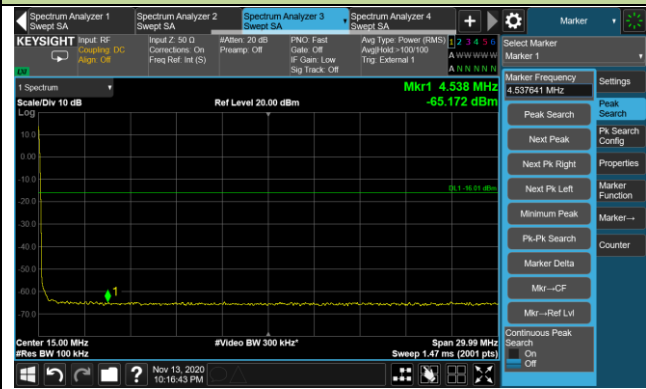 Spectrum Analyzer 1
Swept SA
Spectrum Analyzer 2
Swept SA
Spectrum Analyzer 3
Swept SA
Spectrum Analyzer 4
Swept SA
Marker
KEYSIGHT
Input: RF
Coupling: DC
Align: Off
Input Z: 50 Ω
Corrections: On
Freq Ref: Int (S)
#Atten: 20 dB
Preamp: Off
PNO: Fast
Gate: Off
IF Gain: Low
Sig Track: Off
Avg Type: Power (RMS)
Avg|Hold:>100/100
Trig: External 1
1 2 3 4 5 6
A W W W W W
A N N N N N
LW
1 Spectrum
Scale/Div 10 dB
Log
Ref Level 20.00 dBm
Mkr1 4.538 MHz
-65.172 dBm
10.0
0.00
-10.0
DL1 -16.01 dBm
-20.0
-30.0
-40.0
-50.0
-60.0
1
-70.0
Center 15.00 MHz
#Res BW 100 kHz
#Video BW 300 kHz*
Span 29.99 MHz
Sweep 1.47 ms (2001 pts)
Select Marker
Marker 1
Marker Frequency
4.537641 MHz
Peak Search
Next Peak
Next Pk Right
Next Pk Left
Minimum Peak
Pk-Pk Search
Marker Delta
Mkr→CF
Mkr→Ref Lvl
Continuous Peak
Search
On
Off
Settings
Peak
Search
Pk Search
Config
Properties
Marker
Function
Marker→
Counter
?
Nov 13, 2020
10:16:43 PM